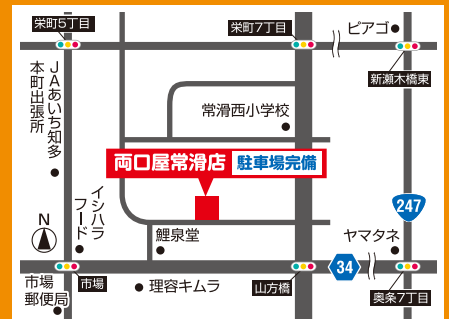 栄町5丁目
栄町7丁目
ピアゴ
新瀬木橋東
JAあいち知多
本町出張所
常滑西小学校
両口屋常滑店 駐車場完備
イシハラ
フード
N
鯉泉堂
ヤマタネ
247
市場
郵便局
市場
理容キムラ
山方橋
34
奥条7丁目